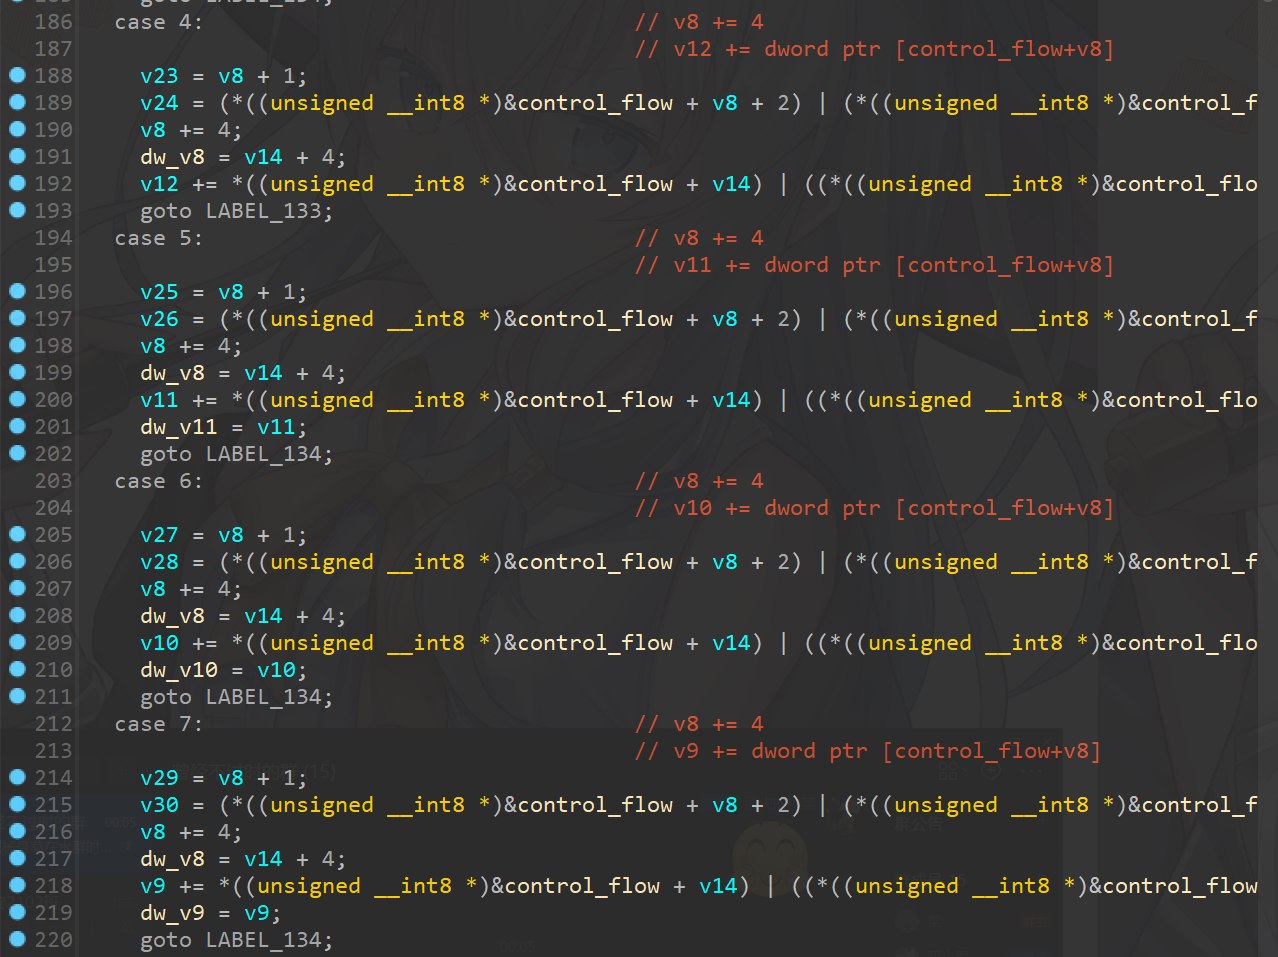 goto LABEL_134;
186 case 4: // v8 += 4
187 // v12 += dword ptr [control_flow+v8]
188 v23 = v8 + 1;
189 v24 = (*((unsigned __int8 *)&control_flow + v8 + 2) | (*((unsigned __int8 *)&control_f
190 v8 += 4;
191 dw_v8 = v14 + 4;
192 v12 += *((unsigned __int8 *)&control_flow + v14) | ((*((unsigned __int8 *)&control_flo
193 goto LABEL_133;
194 case 5: // v8 += 4
195 // v11 += dword ptr [control_flow+v8]
196 v25 = v8 + 1;
197 v26 = (*((unsigned __int8 *)&control_flow + v8 + 2) | (*((unsigned __int8 *)&control_f
198 v8 += 4;
199 dw_v8 = v14 + 4;
200 v11 += *((unsigned __int8 *)&control_flow + v14) | ((*((unsigned __int8 *)&control_flo
201 dw_v11 = v11;
202 goto LABEL_134;
203 case 6: // v8 += 4
204 // v10 += dword ptr [control_flow+v8]
205 v27 = v8 + 1;
206 v28 = (*((unsigned __int8 *)&control_flow + v8 + 2) | (*((unsigned __int8 *)&control_f
207 v8 += 4;
208 dw_v8 = v14 + 4;
209 v10 += *((unsigned __int8 *)&control_flow + v14) | ((*((unsigned __int8 *)&control_flo
210 dw_v10 = v10;
211 goto LABEL_134;
212 case 7: // v8 += 4
213 // v9 += dword ptr [control_flow+v8]
214 v29 = v8 + 1;
215 v30 = (*((unsigned __int8 *)&control_flow + v8 + 2) | (*((unsigned __int8 *)&control_f
216 v8 += 4;
217 dw_v8 = v14 + 4;
218 v9 += *((unsigned __int8 *)&control_flow + v14) | ((*((unsigned __int8 *)&control_flow
219 dw_v9 = v9;
220 goto LABEL_134;